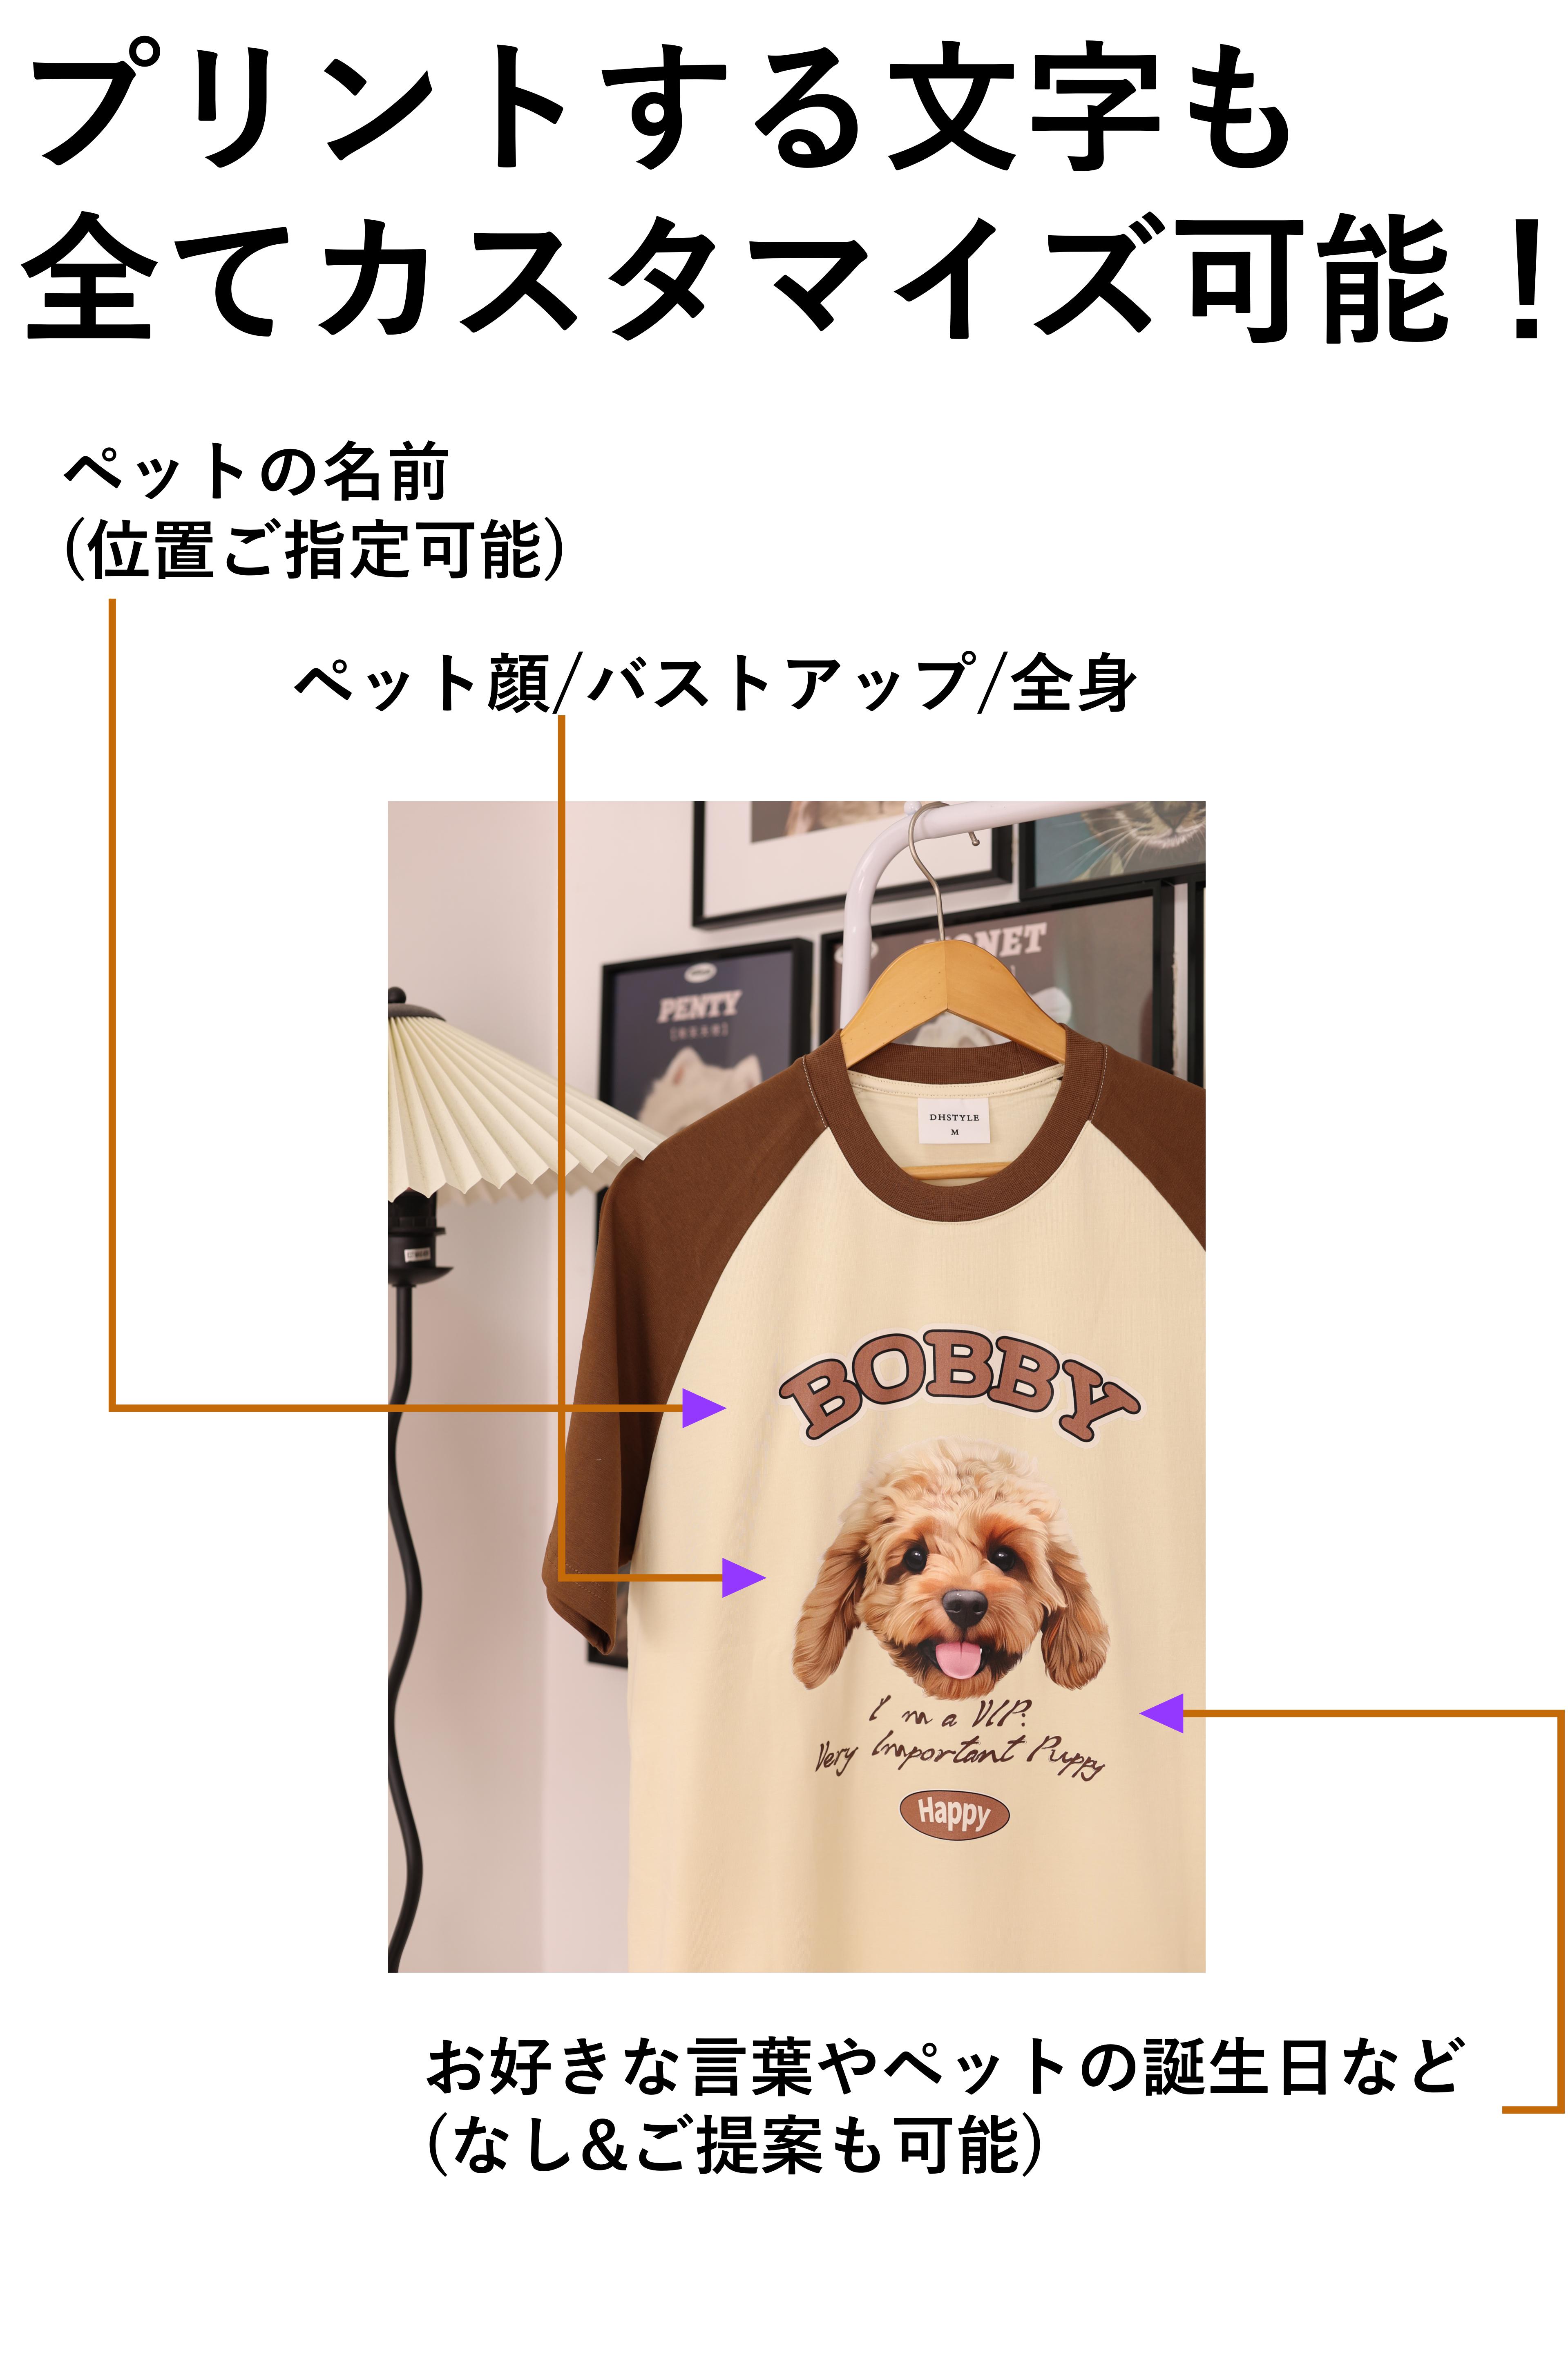 プリントする文字も
全てカスタマイズ可能！
ペットの名前
(位置ご指定可能)
ペット顔/バストアップ/全身
PENTY
DHSTYLE
M
BOBBY
I m a VIP:
Very Important Puppy
Happy
お好きな言葉やペットの誕生日など
(なし&ご提案も可能)